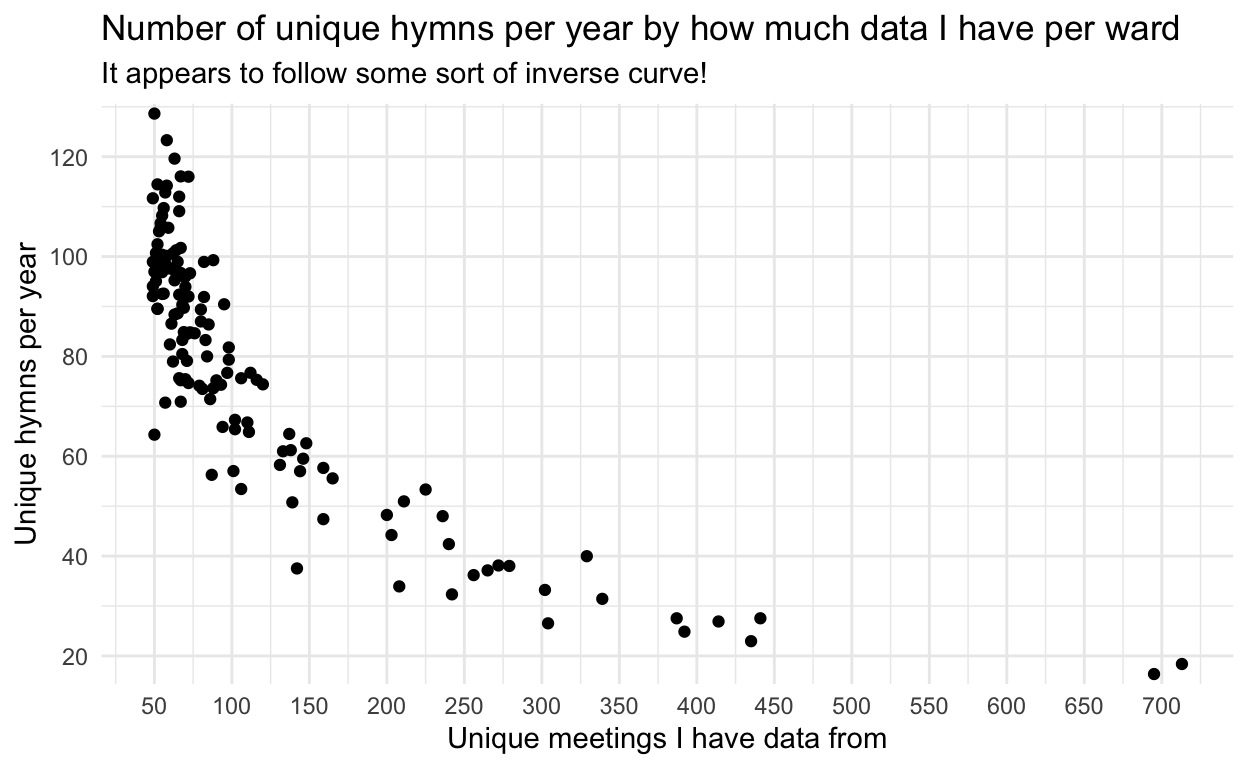 Number of unique hymns per year by how much data I have per ward
It appears to follow some sort of inverse curve!
Unique hymns per year
120
100
80
60
40
20
50 100 150 200 250 300 350 400 450 500 550 600 650 700
Unique meetings I have data from